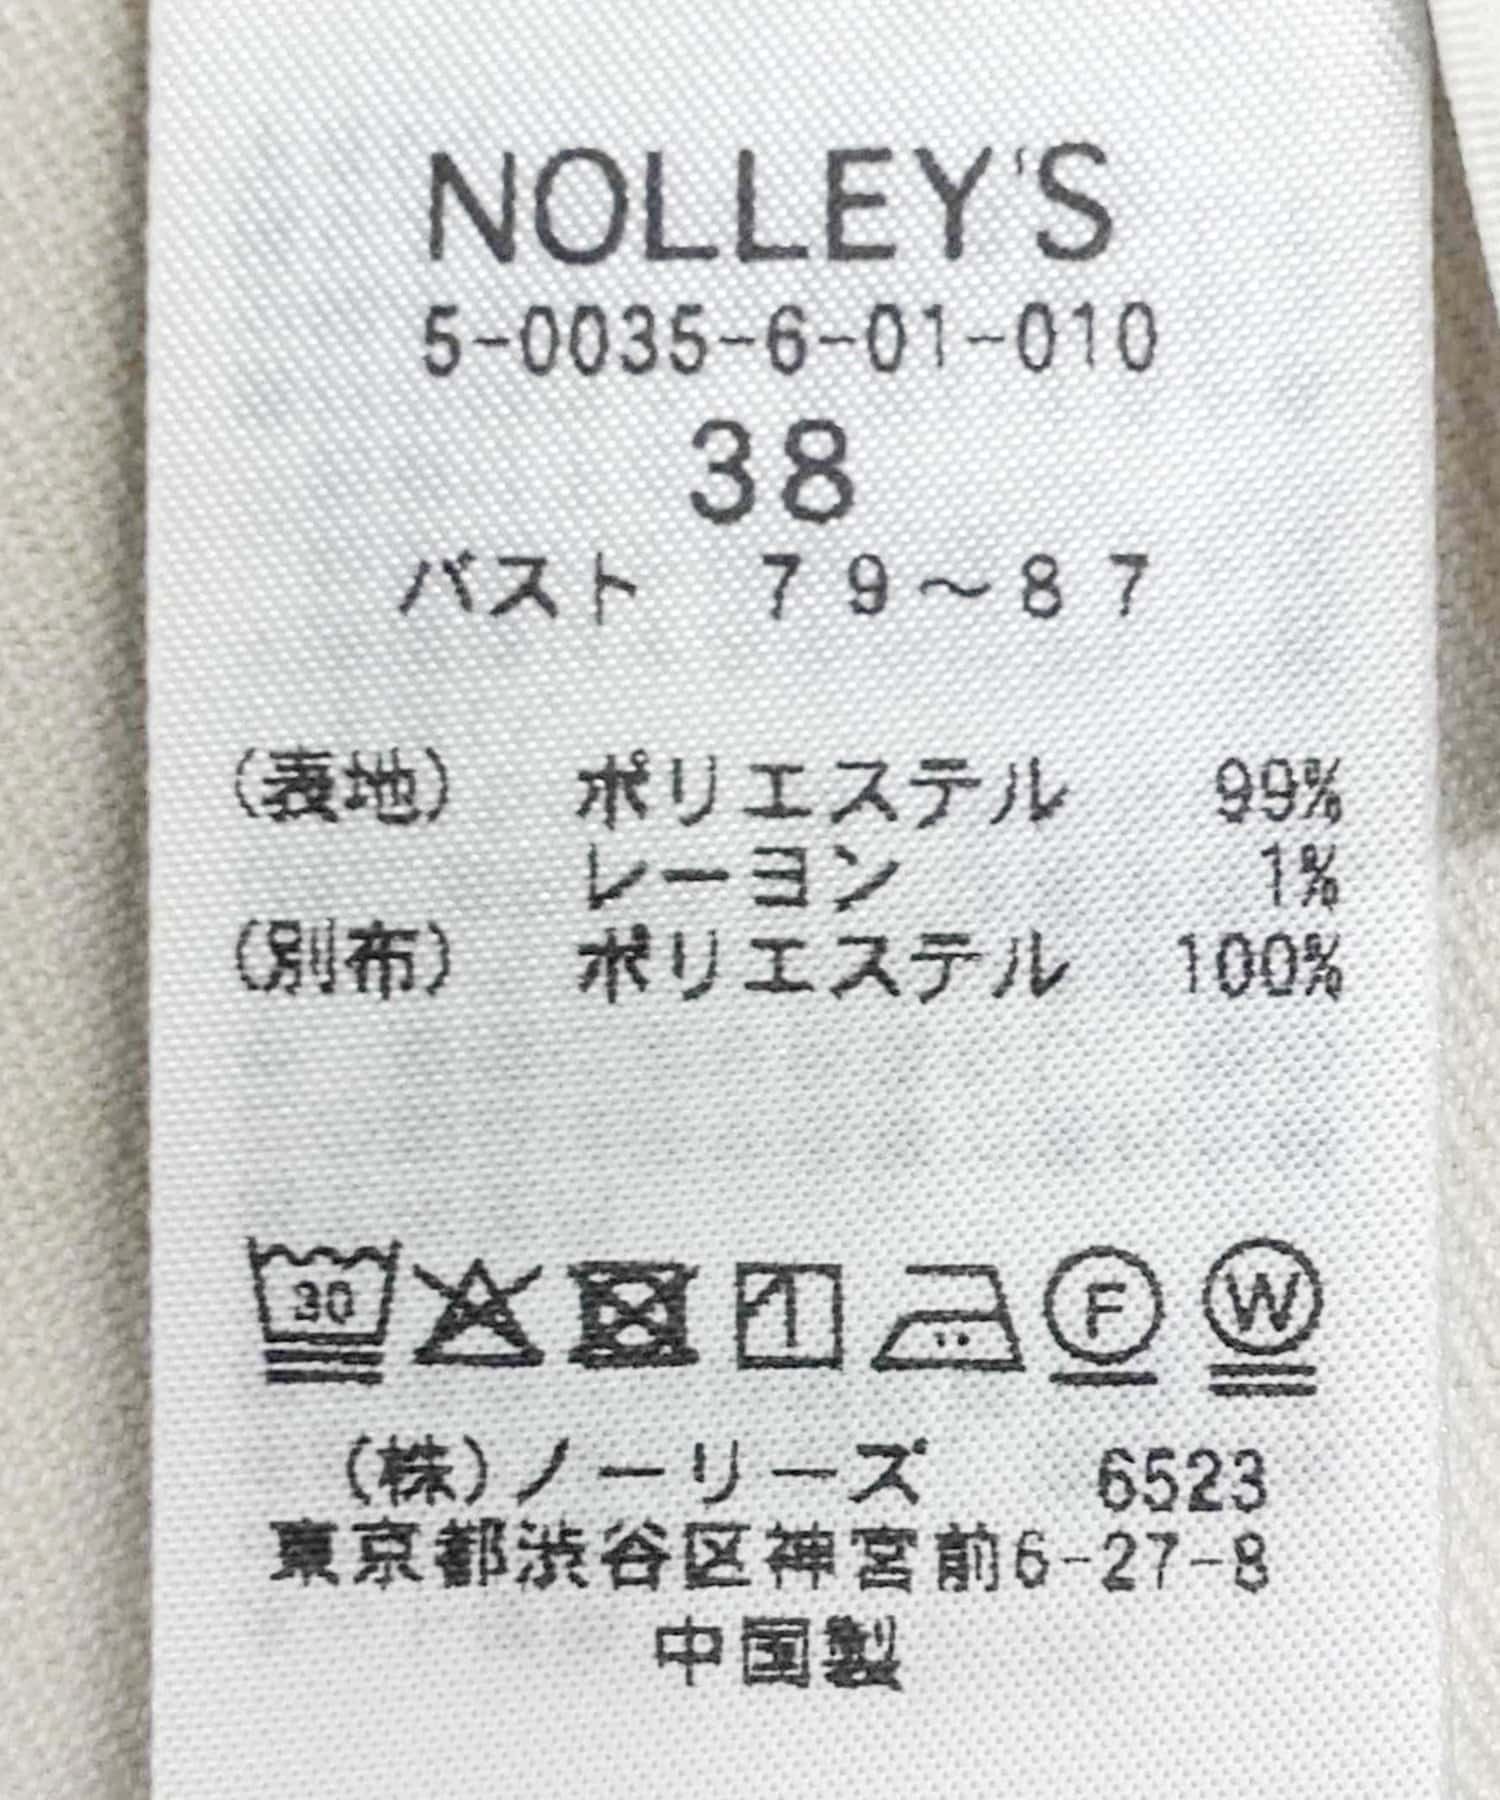 NOLLEY'S
5-0035-6-01-010
38
バスト 79～87
(表地) ポリエステル 99%
レーヨン 1%
(別布) ポリエステル 100%
30 F W
(株)ノーリーズ 6523
東京都渋谷区神宮前6-27-8
中国製